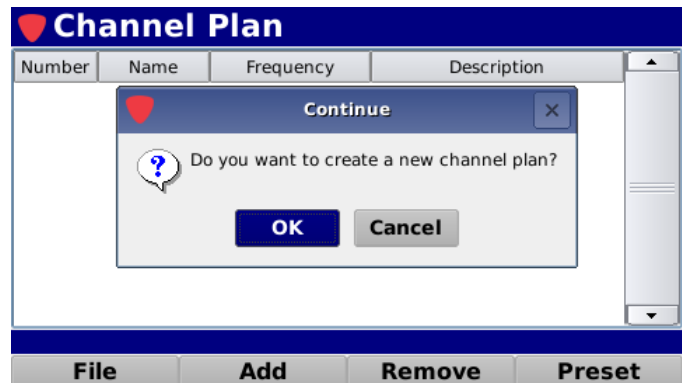 Channel Plan
Number Name Frequency Description
Continue
Do you want to create a new channel plan?
OK Cancel
File Add Remove Preset